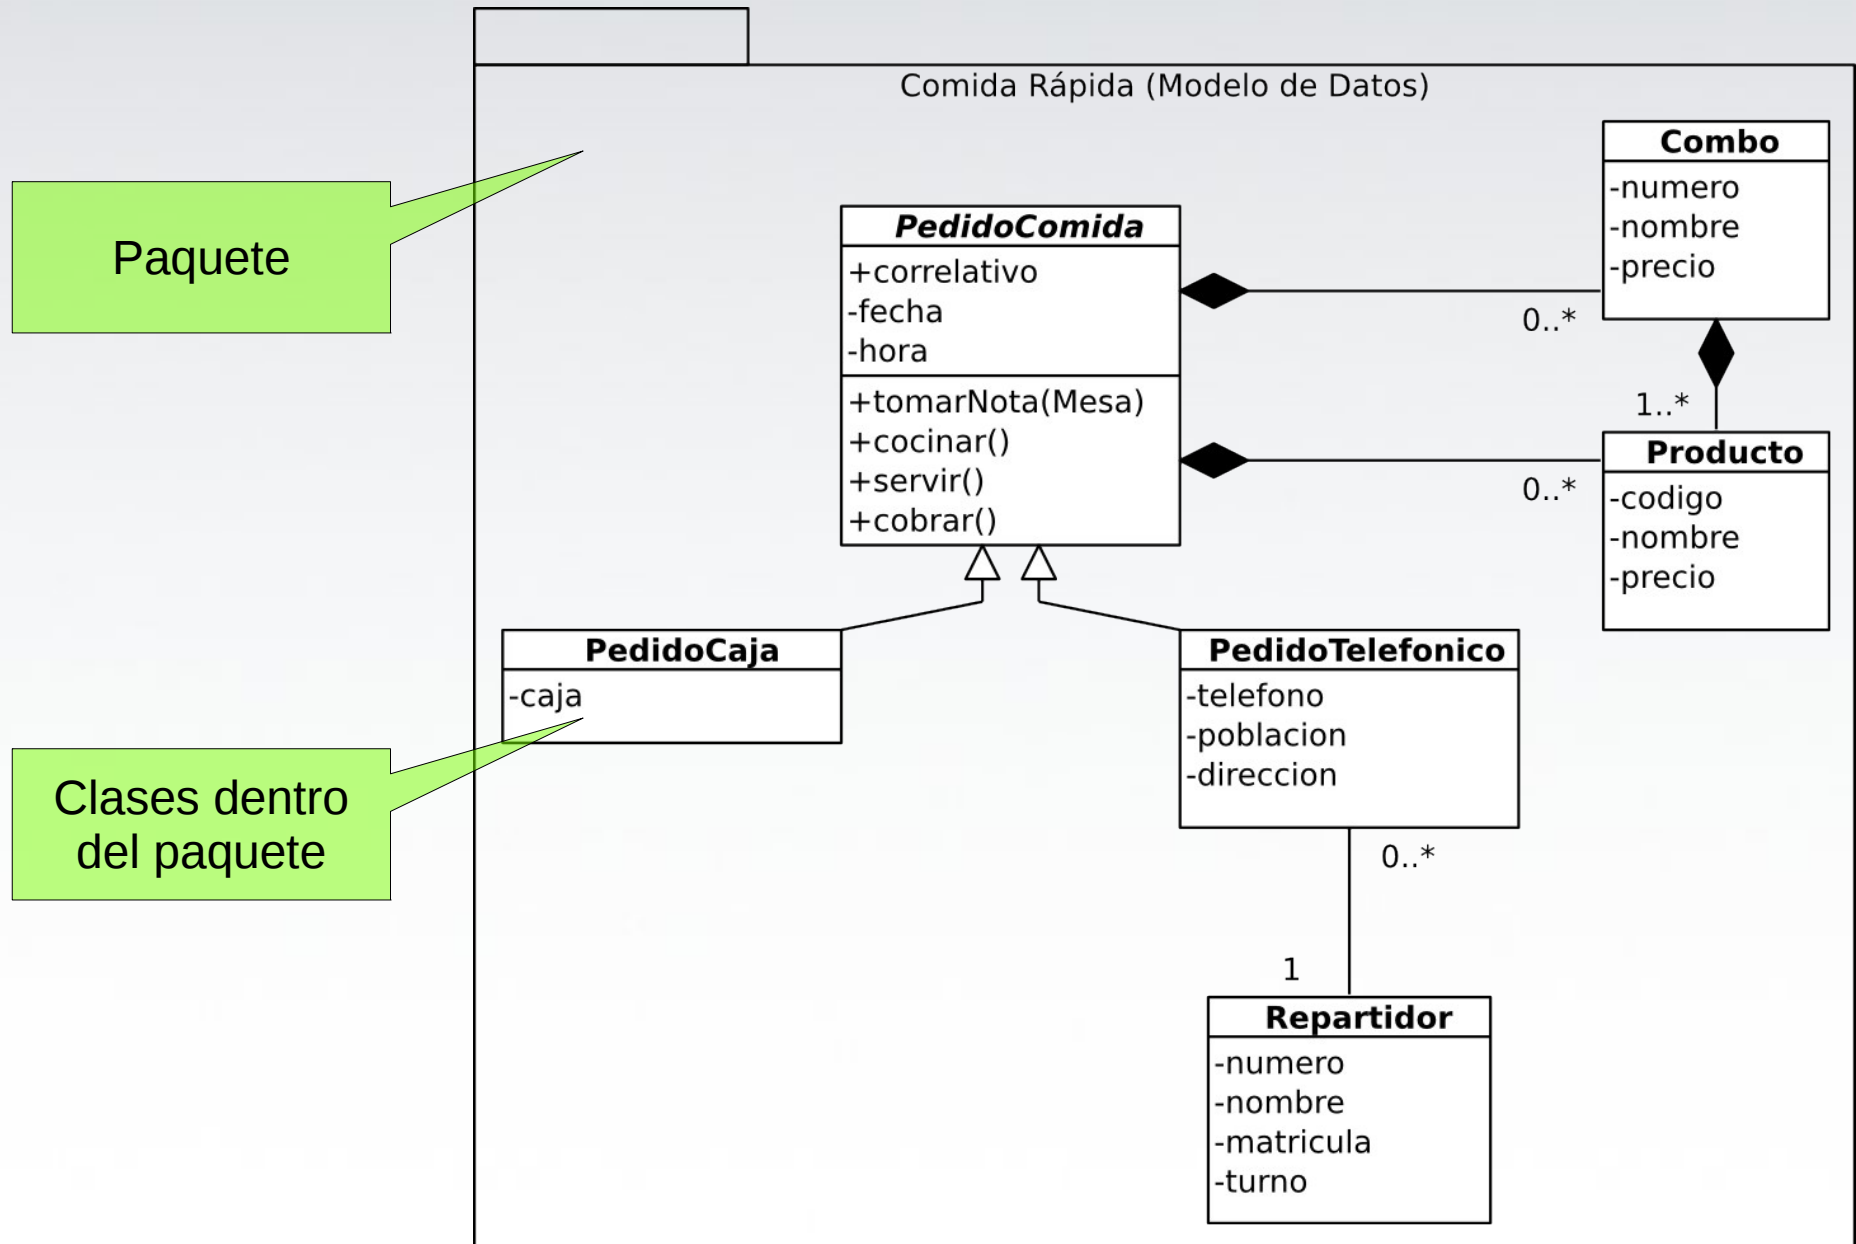 Comida Rápida (Modelo de Datos)
Paquete
Clases dentro
del paquete
PedidoComida
+correlativo
-fecha
-hora
+tomarNota(Mesa)
+cocinar()
+servir()
+cobrar()
Combo
-numero
-nombre
-precio
0..*
1..*
0..*
Producto
-codigo
-nombre
-precio
PedidoCaja
-caja
PedidoTelefonico
-telefono
-poblacion
-direccion
0..*
1
Repartidor
-numero
-nombre
-matricula
-turno